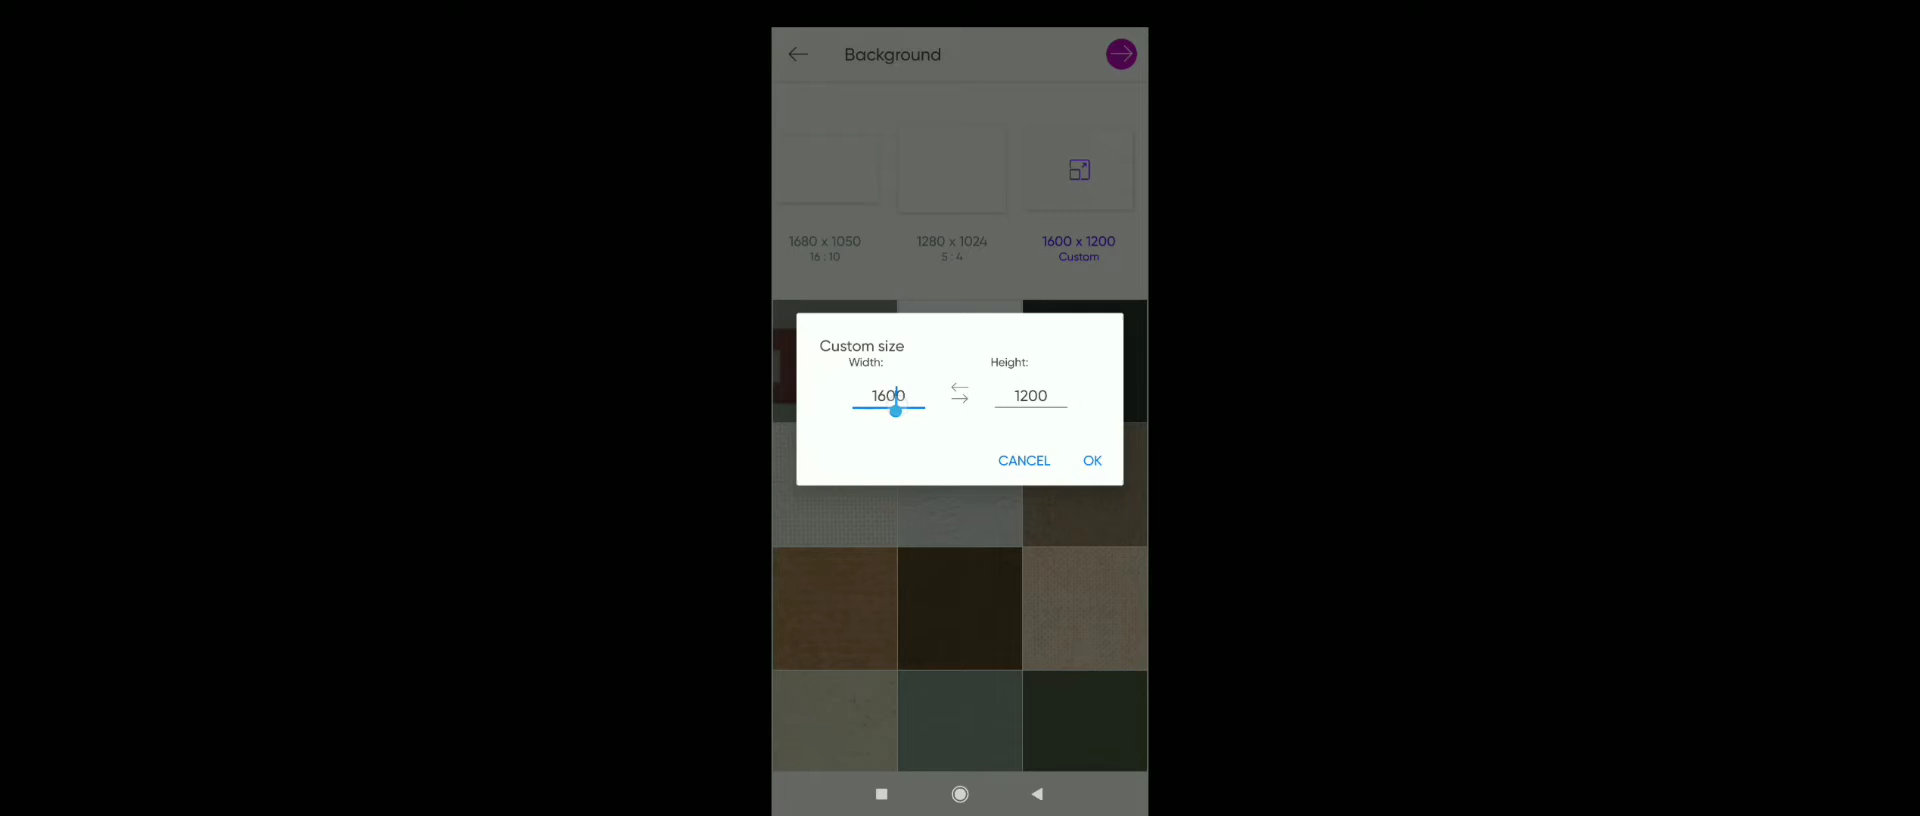 Background
1680 x 1050
16 : 10
1280 x 1024
5 : 4
1600 x 1200
Custom
Custom size
Width:
Height:
1600
1200
CANCEL
OK